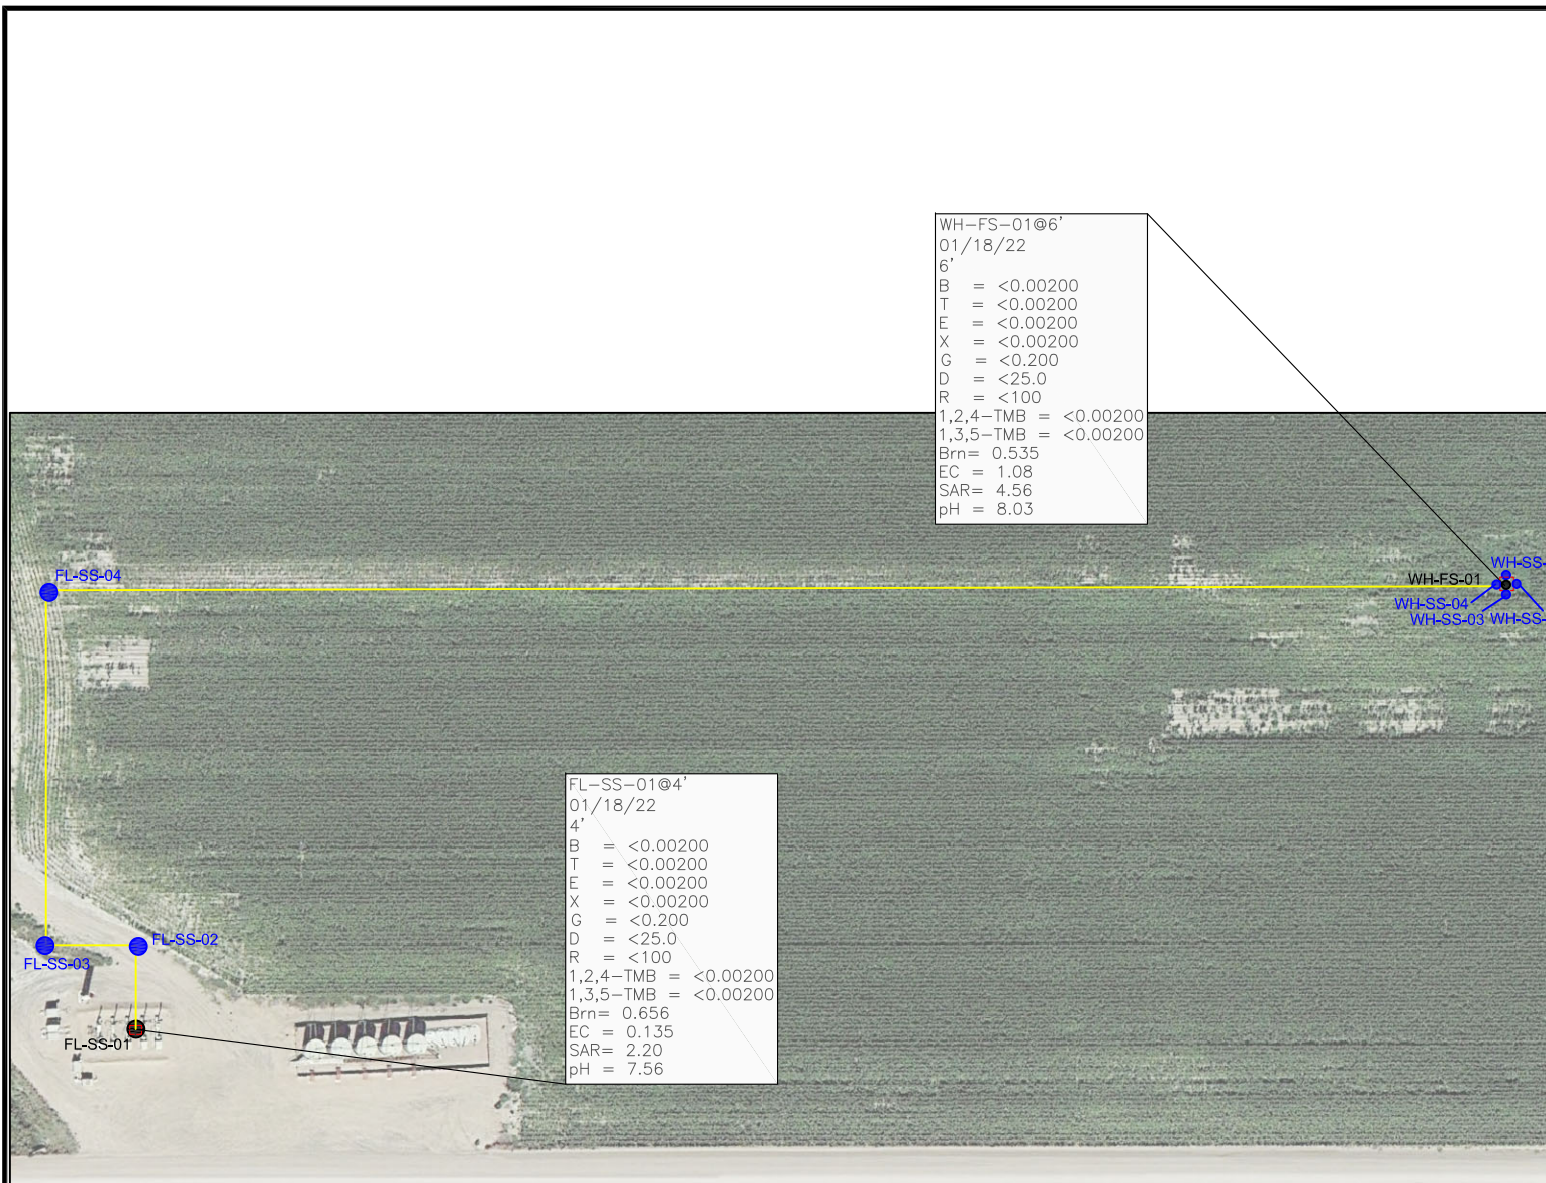 WH-FS-01@6'
01/18/22
6'
B = <0.00200
T = <0.00200
E = <0.00200
X = <0.00200
G = <0.200
D = <25.0
R = <100
1,2,4-TMB = <0.00200
1,3,5-TMB = <0.00200
Brn= 0.535
EC = 1.08
SAR= 4.56
pH = 8.03
FL-SS-04
WH-SS-
WH-FS-01
WH-SS-04
WH-SS-03 WH-SS-
FL-SS-01@4'
01/18/22
4'
B = <0.00200
T = <0.00200
E = <0.00200
X = <0.00200
G = <0.200
D = <25.0
R = <100
1,2,4-TMB = <0.00200
1,3,5-TMB = <0.00200
Brn= 0.656
EC = 0.135
SAR= 2.20
pH = 7.56
FL-SS-02
FL-SS-03
FL-SS-01